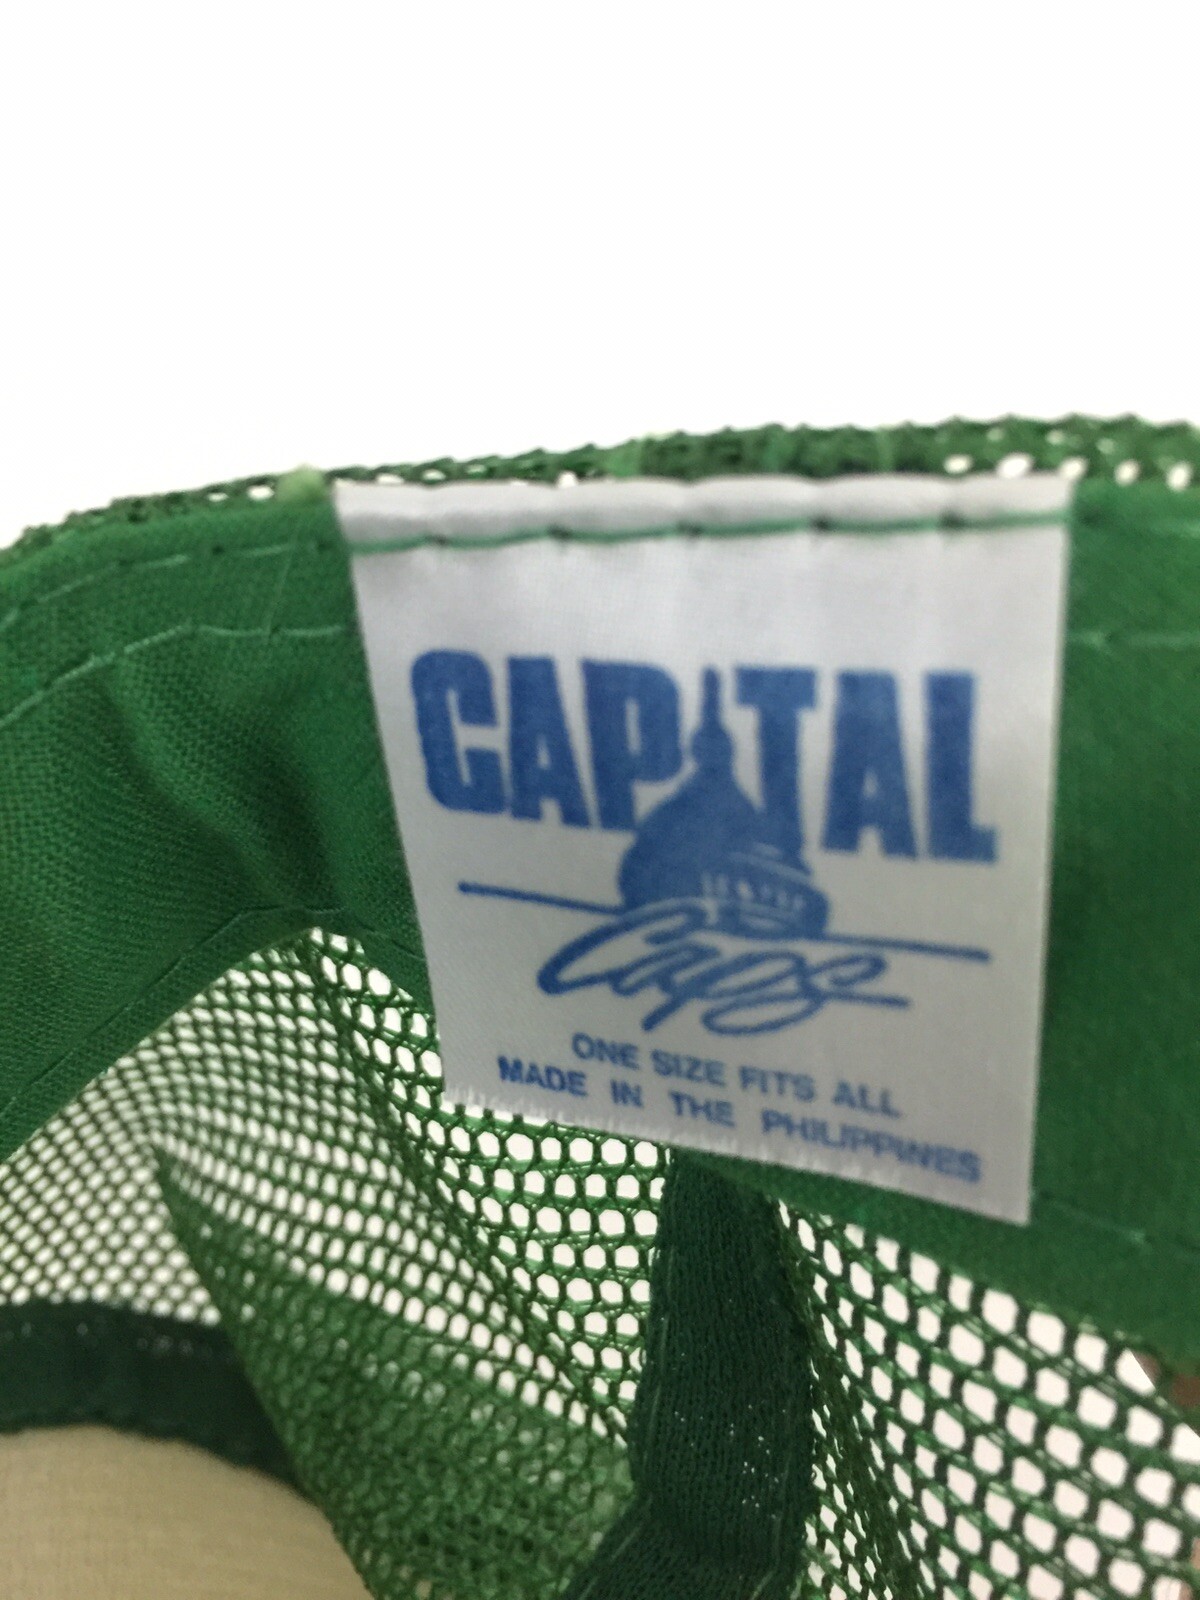 CAPITAL
Caps
ONE SIZE FITS ALL
MADE IN THE PHILIPPINES